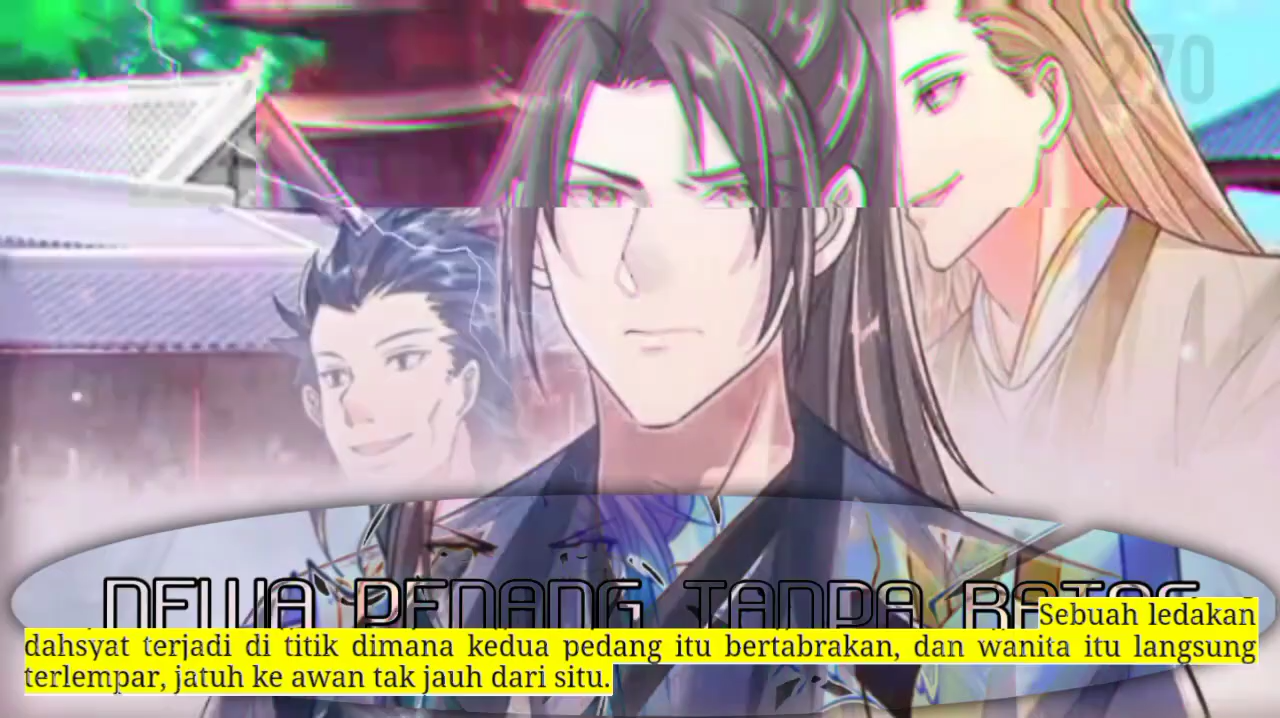 270
DEWA PEDANG TANPA BATAS
Sebuah ledakan
dahsyat terjadi di titik dimana kedua pedang itu bertabrakan, dan wanita itu langsung
terlempar, jatuh ke awan tak jauh dari situ.